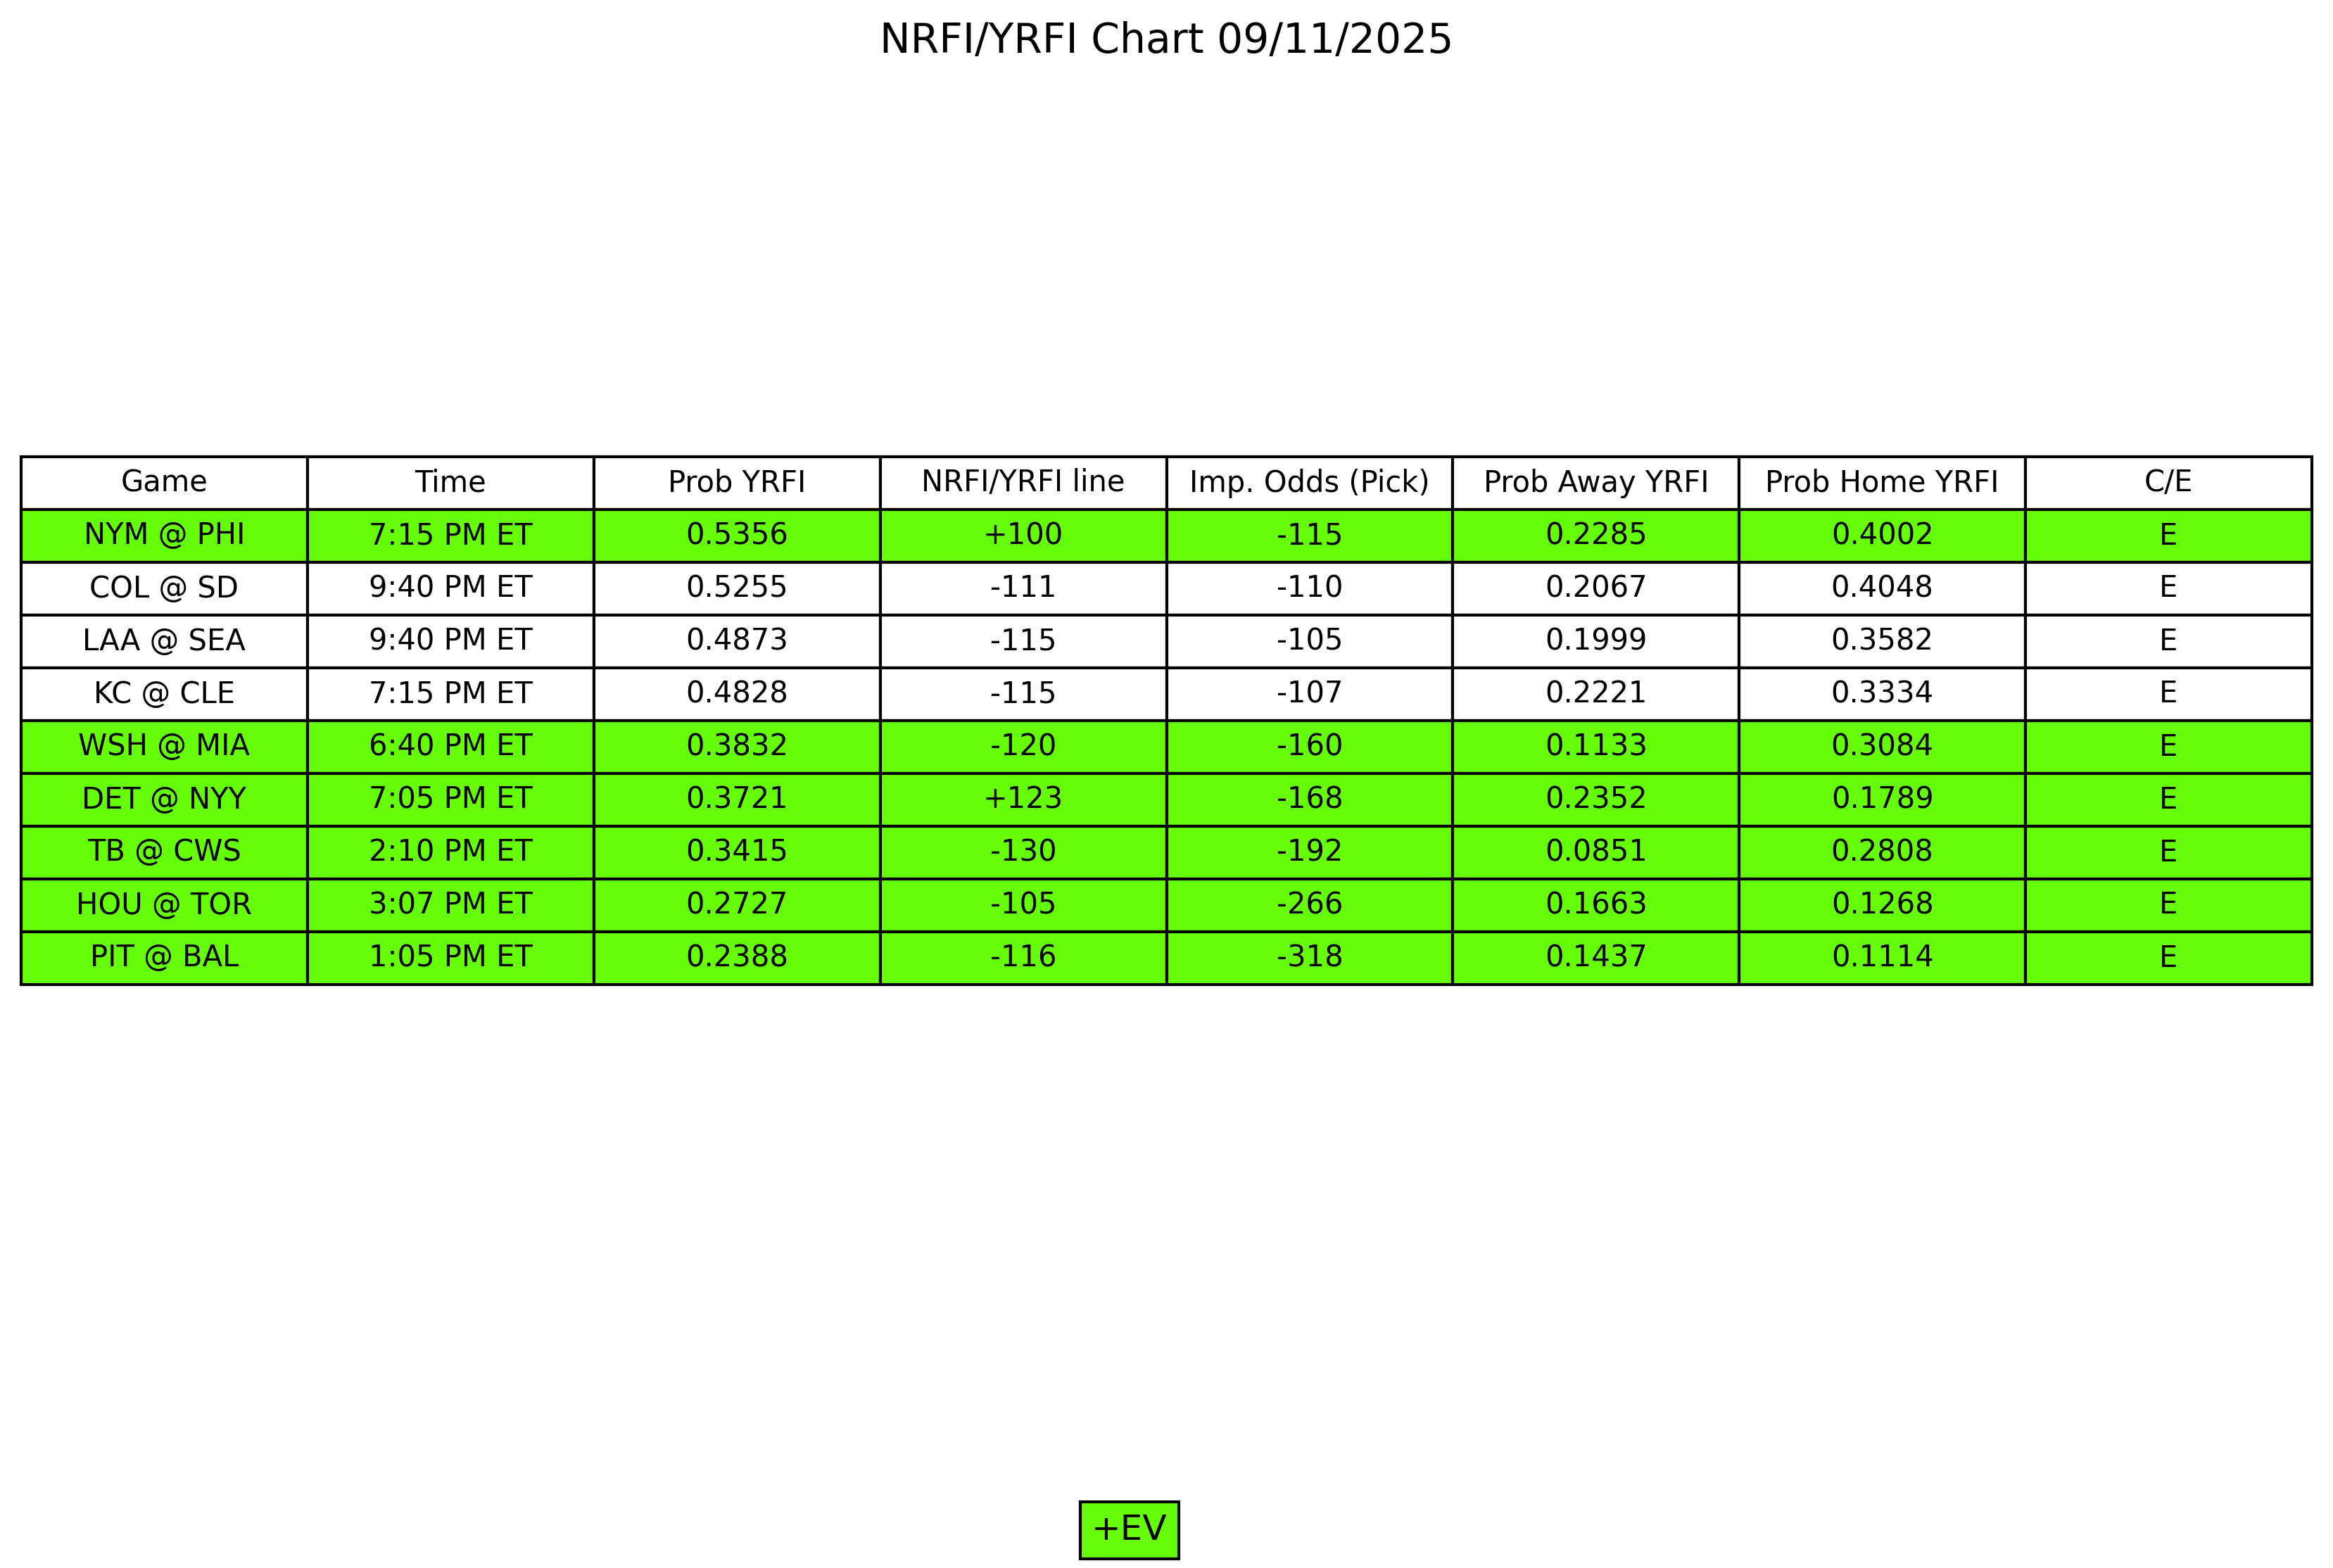 NRFI/YRFI Chart 09/11/2025
Game Time Prob YRFI NRFI/YRFI line Imp. Odds (Pick) Prob Away YRFI Prob Home YRFI C/E
NYM @ PHI 7:15 PM ET 0.5356 +100 -115 0.2285 0.4002 E
COL @ SD 9:40 PM ET 0.5255 -111 -110 0.2067 0.4048 E
LAA @ SEA 9:40 PM ET 0.4873 -115 -105 0.1999 0.3582 E
KC @ CLE 7:15 PM ET 0.4828 -115 -107 0.2221 0.3334 E
WSH @ MIA 6:40 PM ET 0.3832 -120 -160 0.1133 0.3084 E
DET @ NYY 7:05 PM ET 0.3721 +123 -168 0.2352 0.1789 E
TB @ CWS 2:10 PM ET 0.3415 -130 -192 0.0851 0.2808 E
HOU @ TOR 3:07 PM ET 0.2727 -105 -266 0.1663 0.1268 E
PIT @ BAL 1:05 PM ET 0.2388 -116 -318 0.1437 0.1114 E
+EV